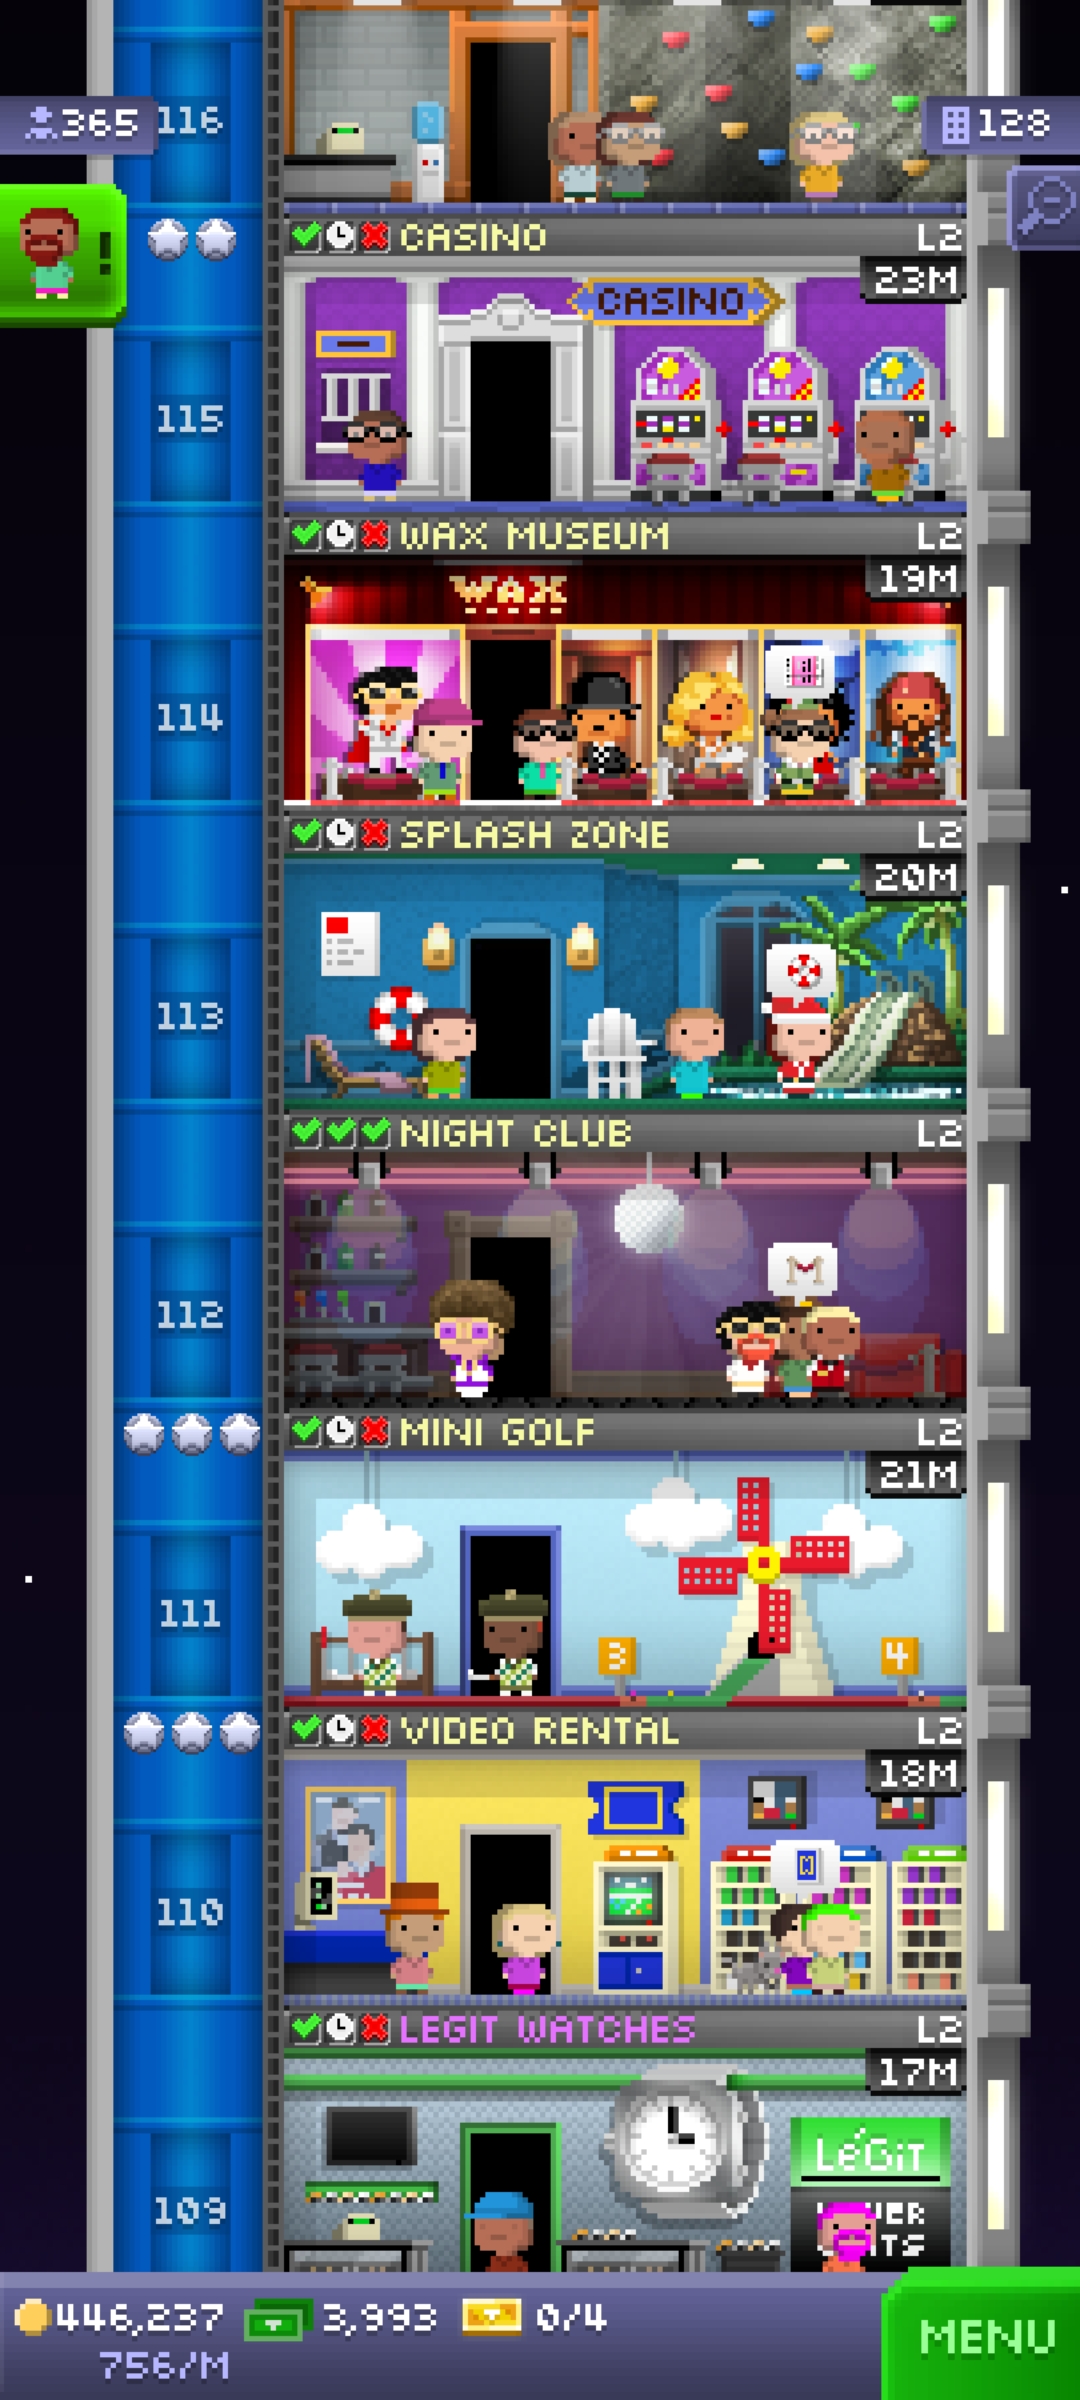 365
116
128
CASINO L2
23M
CASINO
115
WAX MUSEUM L2
19M
WAX
114
SPLASH ZONE L2
20M
113
NIGHT CLUB L2
112
MINI GOLF L2
21M
3
4
111
VIDEO RENTAL L2
18M
110
LEGIT WATCHES L2
17M
LéGiT
109
446,237 3,993 0/4
756/M
MENU